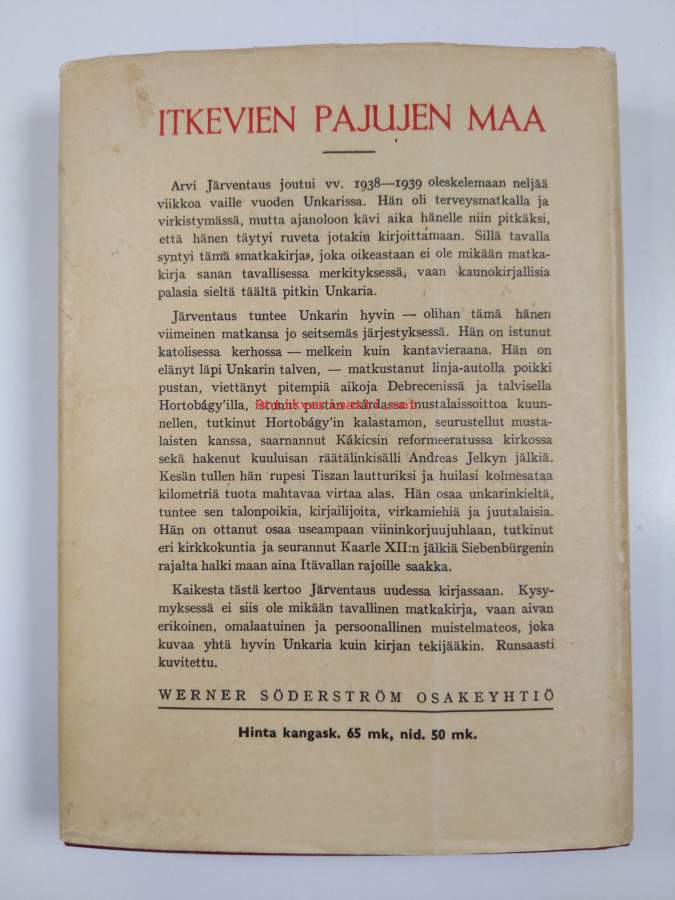 ITKEVIEN PAJUJEN MAA
Arvi Järventaus joutui vv. 1938—1939 oleskelemaan neljää
viikkoa vaille vuoden Unkarissa. Hän oli terveysmatkalla ja
virkistymässä, mutta ajanoloon kävi aika hänelle niin pitkäksi,
että hänen täytyi ruveta jotakin kirjoittamaan. Sillä tavalla
syntyi tämä »matkakirja», joka oikeastaan ei ole mikään matka-
kirja sanan tavallisessa merkityksessä, vaan kaunokirjallisia
palasia sieltä täältä pitkin Unkaria.
Järventaus tuntee Unkarin hyvin — olihan tämä hänen
viimeinen matkansa jo seitsemäs järjestyksessä. Hän on istunut
katolisessa kerhossa — melkein kuin kantavieraana. Hän on
elänyt läpi Unkarin talven, — matkustanut linja-autolla poikki
pustan, viettänyt pitempiä aikoja Debrecenissä ja talvisella
Hortobágy'illa, istunut pustan csárdassa mustalaissoittoa kuun-
nellen, tutkinut Hortobágy'in kalastamon, seurustellut musta-
laisten kanssa, saarnannut Kákicsin reformeeratussa kirkossa
sekä hakenut kuuluisan räätälinkisälli Andreas Jelkyn jälkiä.
Kesän tullen hän rupesi Tiszan lautturiksi ja huilasi kolmesataa
kilometriä tuota mahtavaa virtaa alas. Hän osaa unkarinkieltä,
tuntee sen talonpoikia, kirjailijoita, virkamiehiä ja juutalaisia.
Hän on ottanut osaa useampaan viininkorjuujuhlaan, tutkinut
eri kirkkokuntia ja seurannut Kaarle XII:n jälkiä Siebenbürgenin
rajalta halki maan aina Itävallan rajoille saakka.
Kaikesta tästä kertoo Järventaus uudessa kirjassaan. Kysy-
myksessä ei siis ole mikään tavallinen matkakirja, vaan aivan
erikoinen, omalaatuinen ja persoonallinen muistelmateos, joka
kuvaa yhtä hyvin Unkaria kuin kirjan tekijääkin. Runsaasti
kuvitettu.
WERNER SÖDERSTRÖM OSAKEYHTIÖ
Hinta kangask. 65 mk, nid. 50 mk.